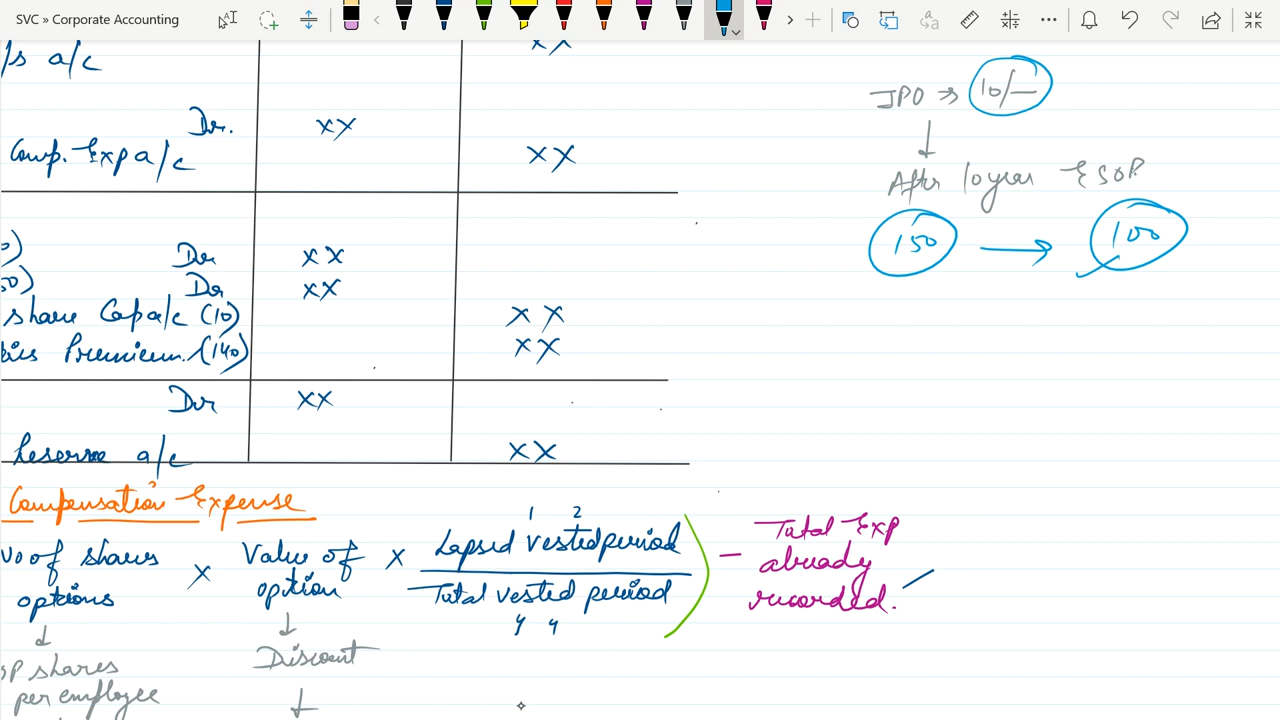 SVC » Corporate Accounting
/s a/c
xx
Dr. xx
Comp. Exp a/c xx
Dr xx
Dr xx
share Cap a/c (10) xx
Premium (140) xx
Dr xx
Reserve a/c xx
IPO → 10/-
After 10 year ESOP
150 → 100
Compensation Expense
No of shares options × Value of option × Lapsed vested period
Total vested period
1 2
4 4
- Total Exp
already
recorded.
shares
per employee
Discount